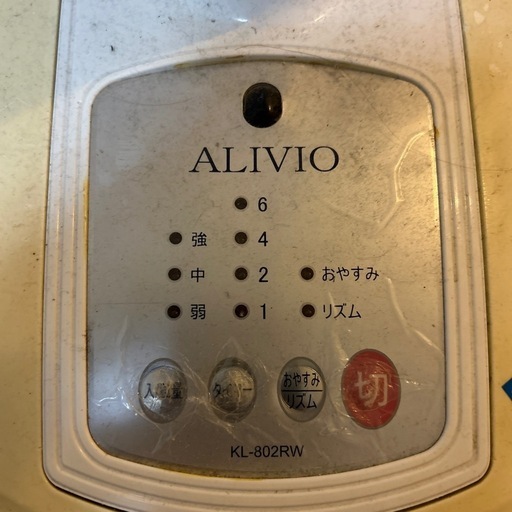 ALIVIO
6
強 4
中 2 おやすみ
弱 1 リズム
入/風量 タイマー おやすみ/リズム 切
KL-802RW